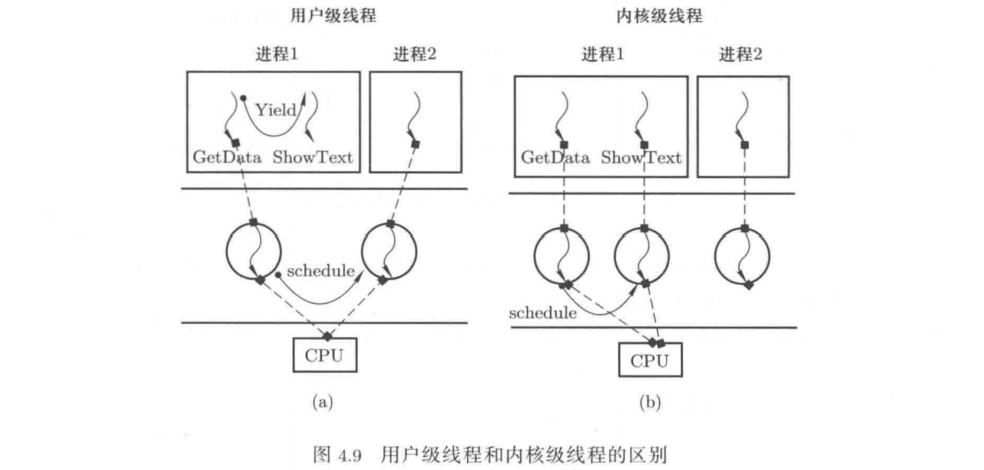 用户级线程
进程1
进程2
Yield
GetData ShowText
schedule
CPU
(a)
内核级线程
进程1
进程2
GetData ShowText
schedule
CPU
(b)
图 4.9 用户级线程和内核级线程的区别